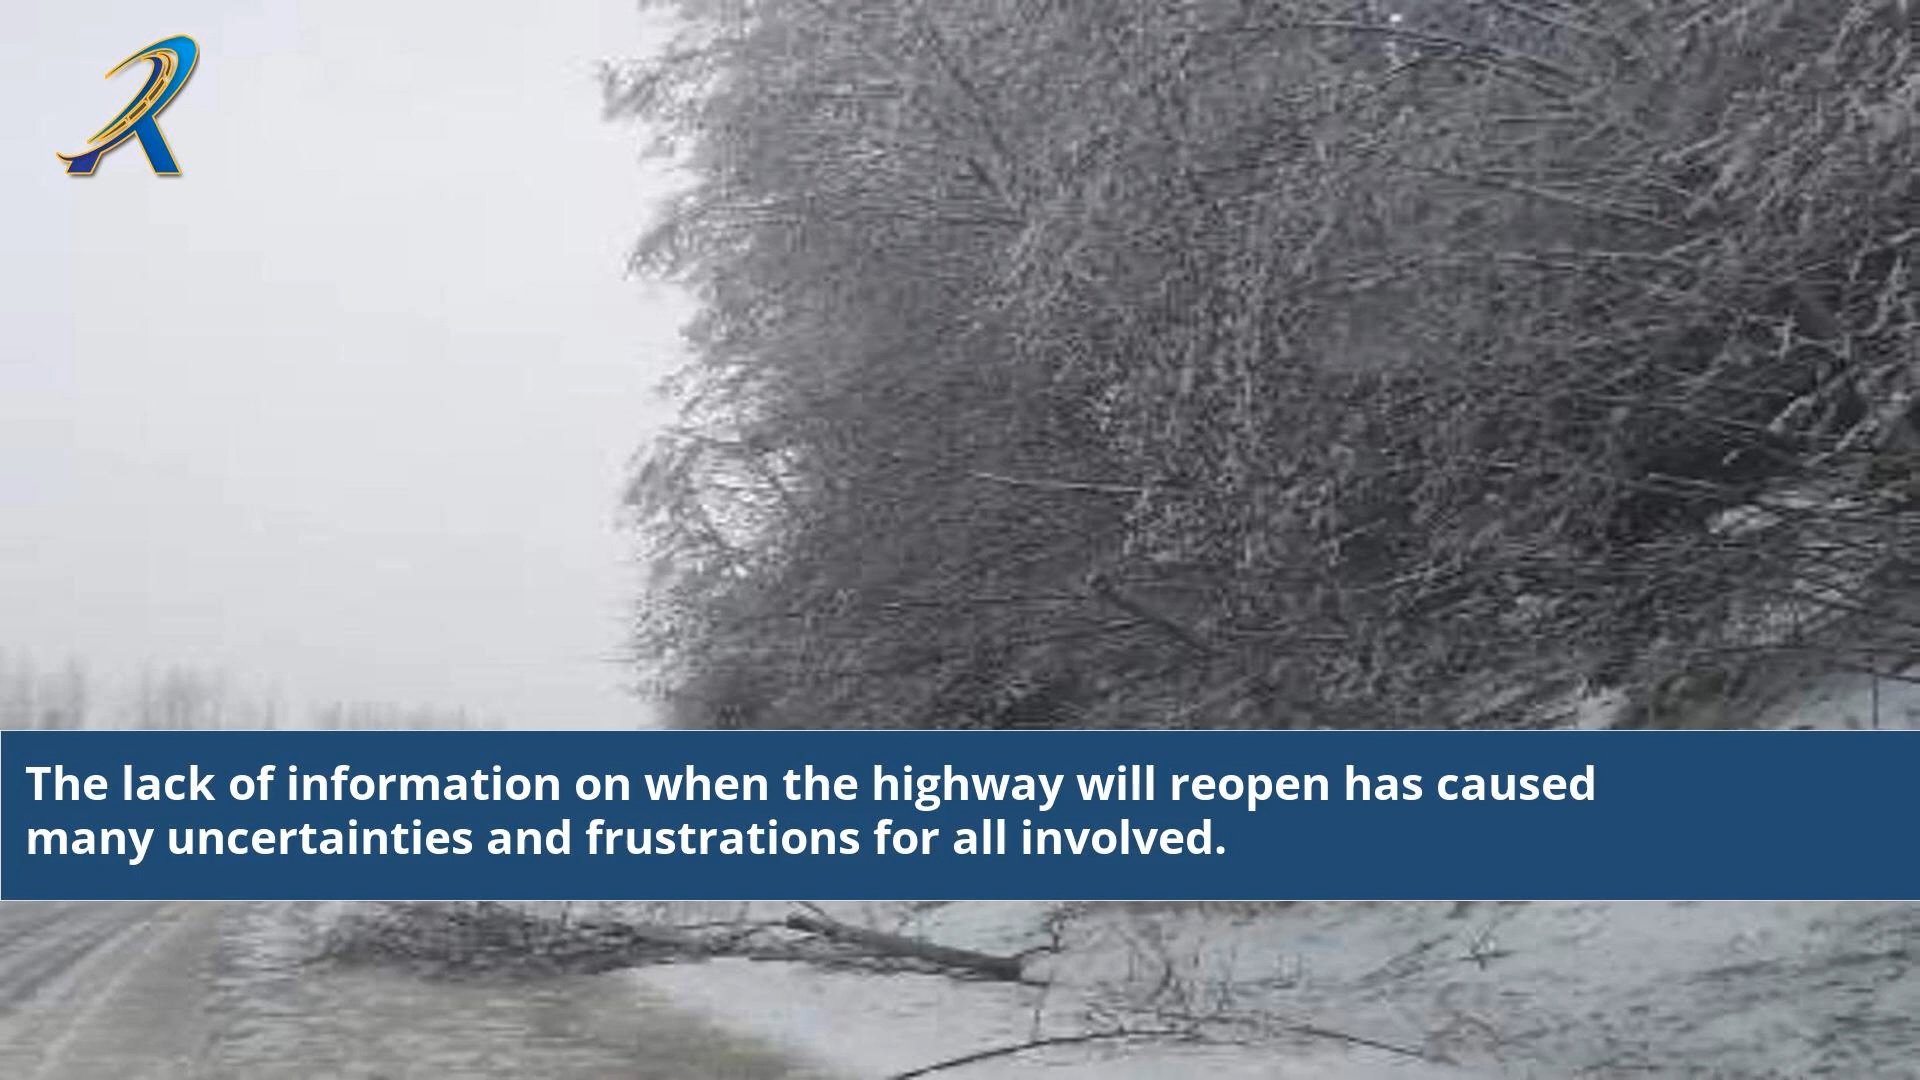 The lack of information on when the highway will reopen has caused
many uncertainties and frustrations for all involved.